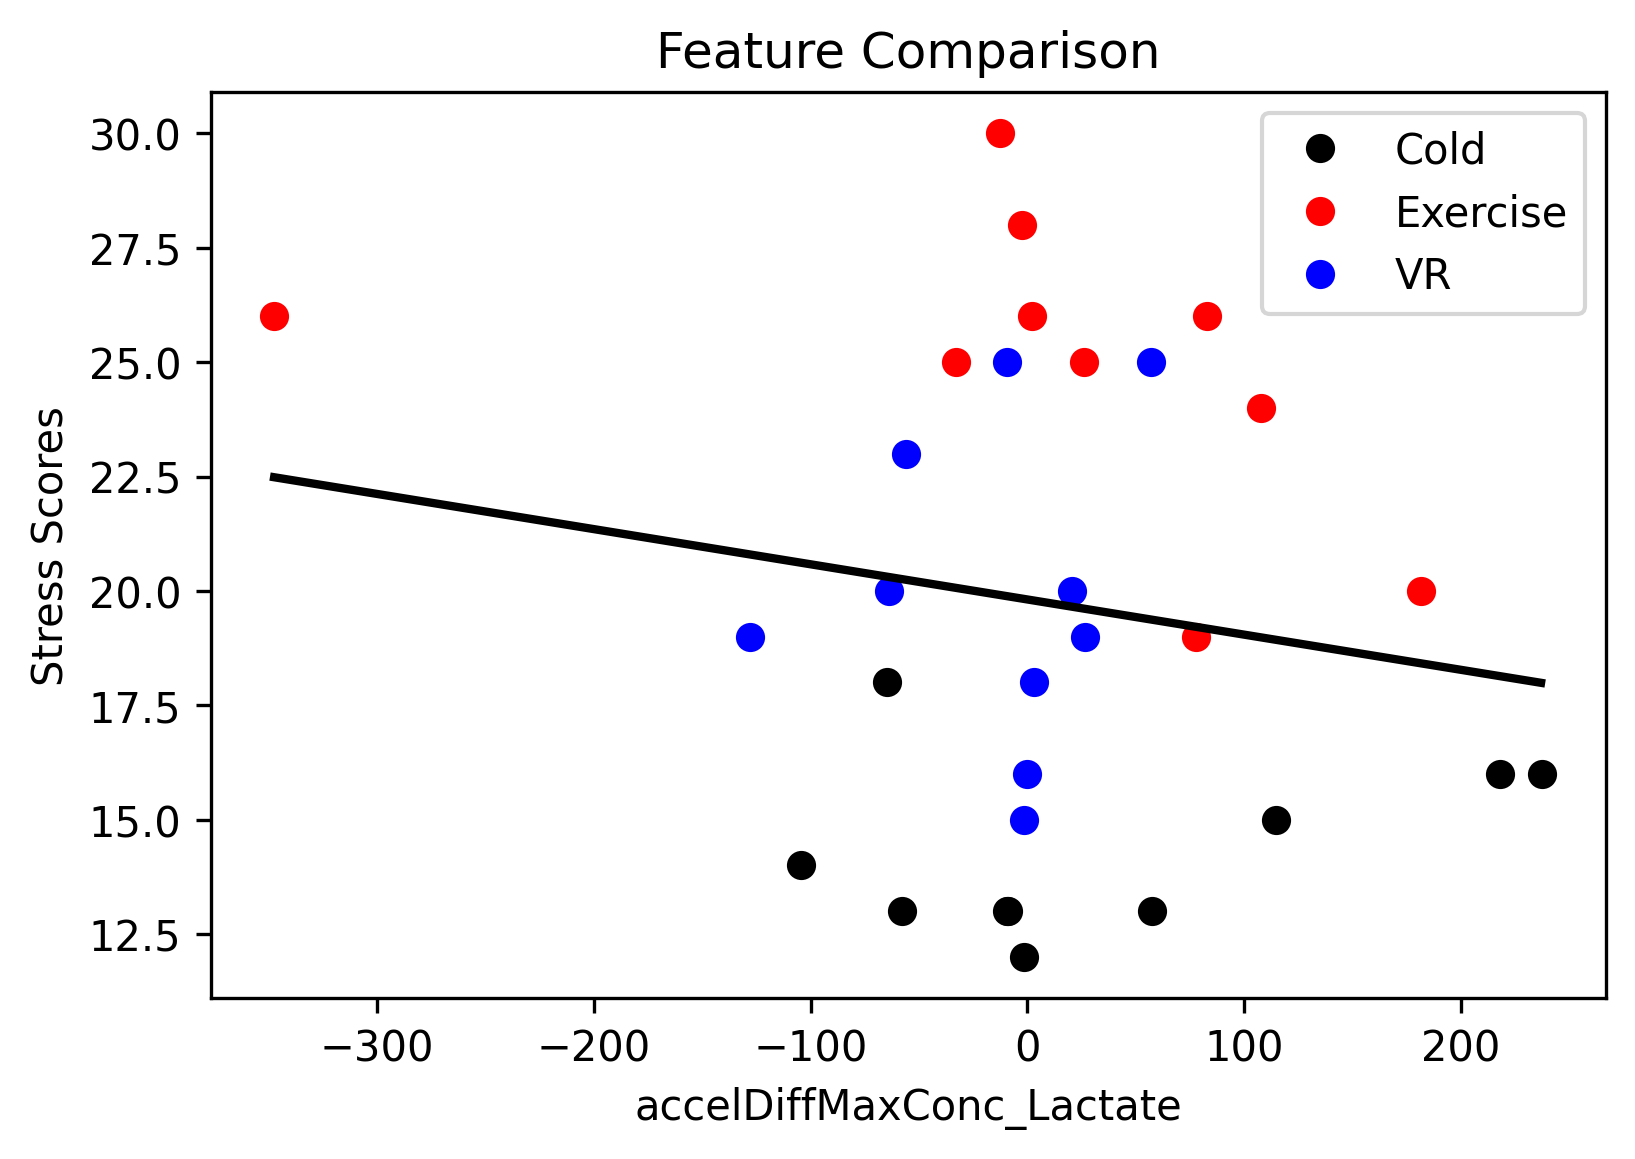 Feature Comparison
30.0
27.5
25.0
22.5
20.0
17.5
15.0
12.5
Stress Scores
Cold
Exercise
VR
−300 −200 −100 0 100 200
accelDiffMaxConc_Lactate